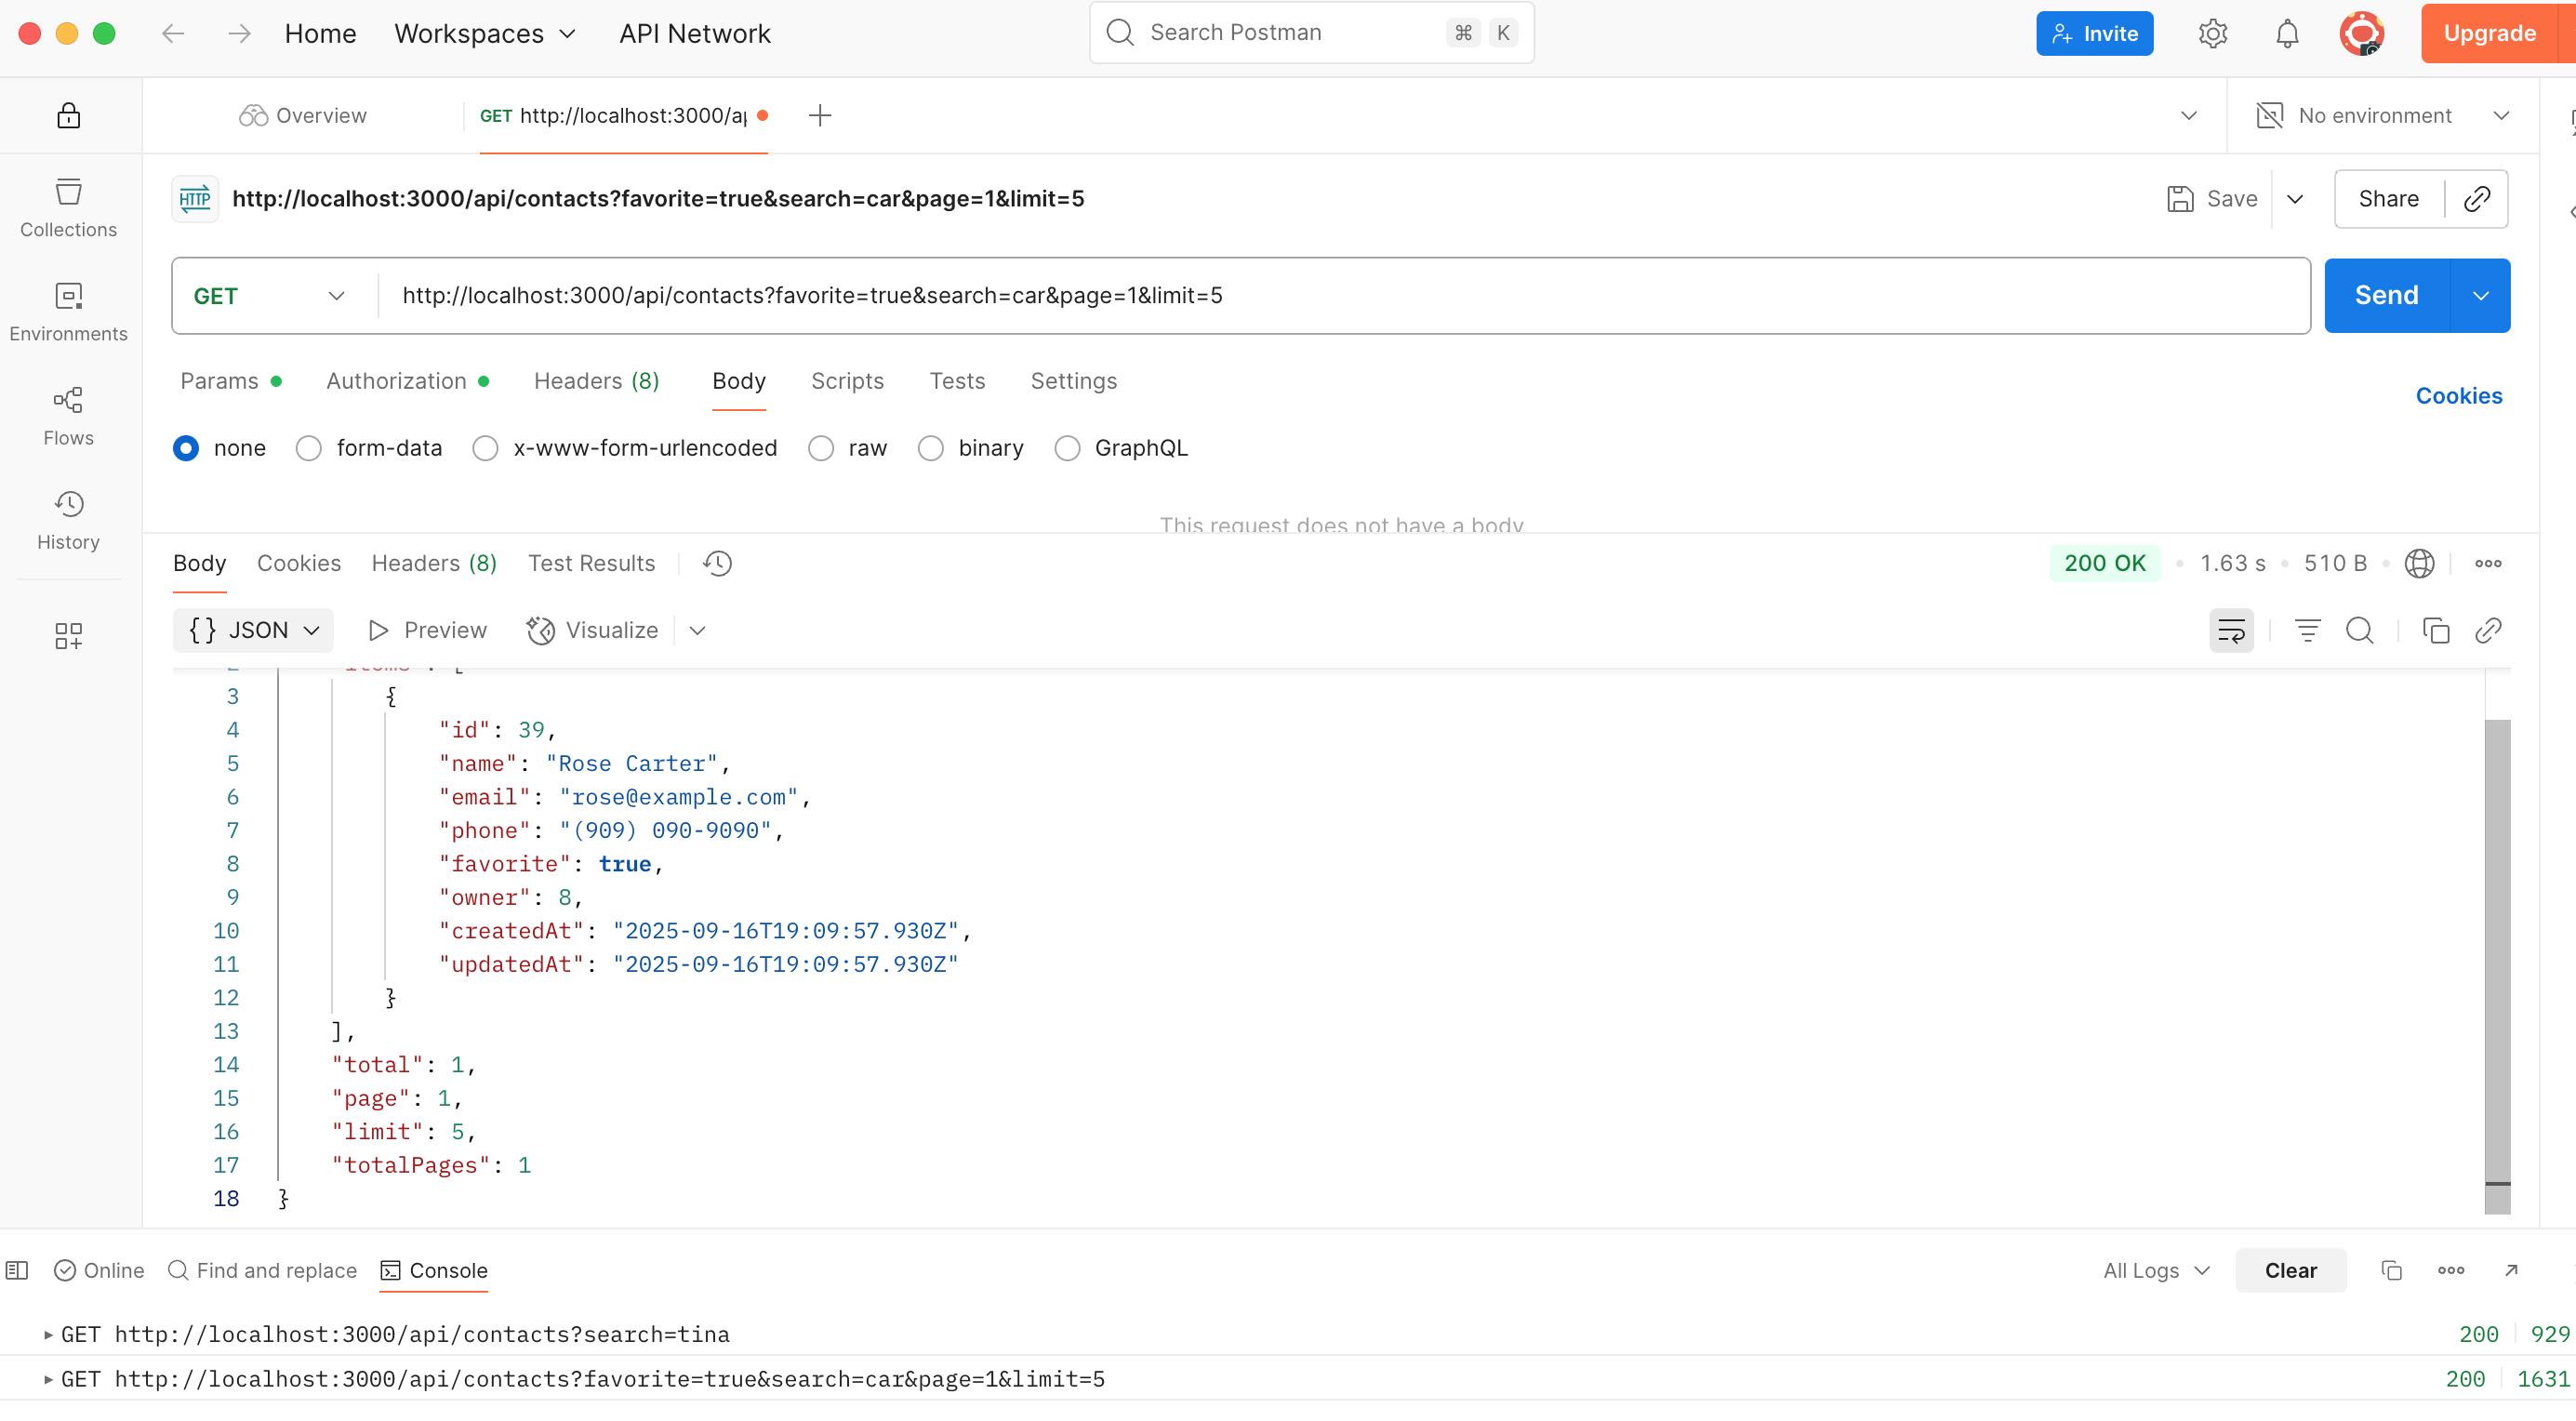 Home Workspaces API Network Search Postman ⌘ K Invite Upgrade
Overview GET http://localhost:3000/a No environment
HTTP http://localhost:3000/api/contacts?favorite=true&search=car&page=1&limit=5 Save Share
GET http://localhost:3000/api/contacts?favorite=true&search=car&page=1&limit=5 Send
Collections
Environments
Flows
History
Params Authorization Headers (8) Body Scripts Tests Settings Cookies
none form-data x-www-form-urlencoded raw binary GraphQL
This request does not have a body
Body Cookies Headers (8) Test Results 200 OK 1.63 s 510 B
{} JSON Preview Visualize
3 {
4 "id": 39,
5 "name": "Rose Carter",
6 "email": "rose@example.com",
7 "phone": "(909) 090-9090",
8 "favorite": true,
9 "owner": 8,
10 "createdAt": "2025-09-16T19:09:57.930Z",
11 "updatedAt": "2025-09-16T19:09:57.930Z"
12 }
13 ],
14 "total": 1,
15 "page": 1,
16 "limit": 5,
17 "totalPages": 1
18 }
Online Find and replace Console All Logs Clear
GET http://localhost:3000/api/contacts?search=tina 200 929
GET http://localhost:3000/api/contacts?favorite=true&search=car&page=1&limit=5 200 1631